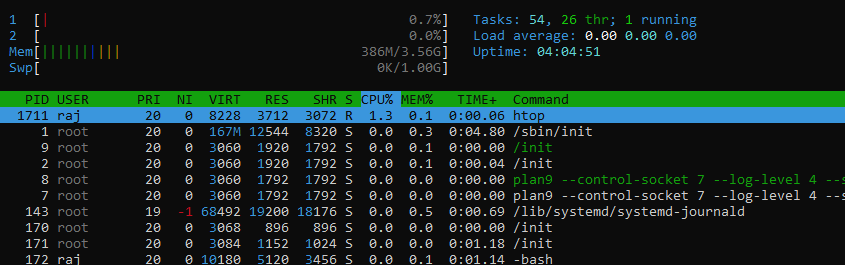 1 [| 0.7%] Tasks: 54, 26 thr; 1 running
2 [ 0.0%] Load average: 0.00 0.00 0.00
Mem[|||||||||| 386M/3.56G] Uptime: 04:04:51
Swp[ 0K/1.00G]
PID USER PRI NI VIRT RES SHR S CPU% MEM% TIME+ Command
1711 raj 20 0 8228 3712 3072 R 1.3 0.1 0:00.06 htop
1 root 20 0 167M 12544 8320 S 0.0 0.3 0:04.80 /sbin/init
9 root 20 0 3060 1920 1792 S 0.0 0.1 0:00.00 /init
2 root 20 0 3060 1920 1792 S 0.0 0.1 0:00.04 /init
8 root 20 0 3060 1792 1792 S 0.0 0.0 0:00.00 plan9 --control-socket 7 --log-level 4 --s
7 root 20 0 3060 1792 1792 S 0.0 0.0 0:00.00 plan9 --control-socket 7 --log-level 4 --s
143 root 19 -1 68492 19200 18176 S 0.0 0.5 0:00.69 /lib/systemd/systemd-journald
170 root 20 0 3068 896 896 S 0.0 0.0 0:00.00 /init
171 root 20 0 3084 1152 1024 S 0.0 0.0 0:01.18 /init
172 raj 20 0 10180 5120 3456 S 0.0 0.1 0:01.14 -bash